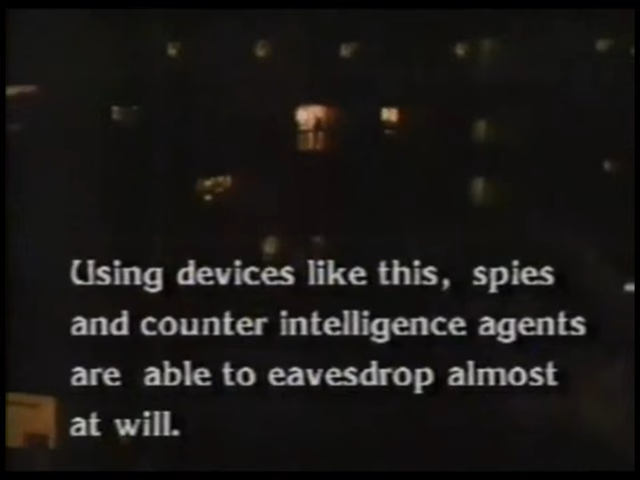 Using devices like this, spies
and counter intelligence agents
are able to eavesdrop almost
at will.